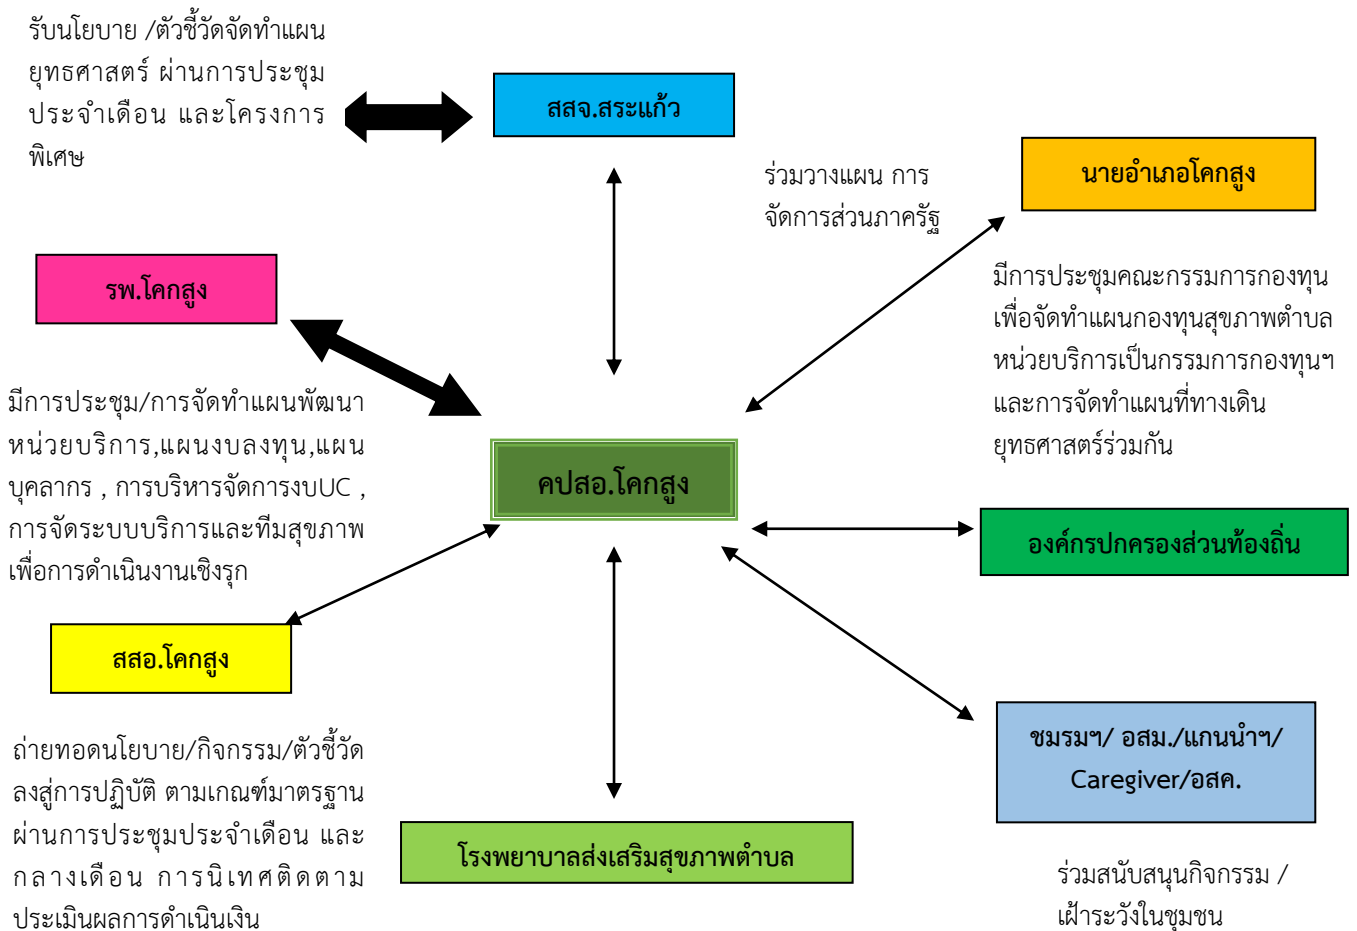 รับนโยบาย /ตัวชี้วัดจัดทำแผน
ยุทธศาสตร์ ผ่านการประชุม
ประจำเดือน และโครงการ
พิเศษ
สสจ.สระแก้ว
ร่วมวางแผน การ
จัดการส่วนภาครัฐ
นายอำเภอโคกสูง
รพ.โคกสูง
มีการประชุมคณะกรรมการกองทุน
เพื่อจัดทำแผนกองทุนสุขภาพตำบล
หน่วยบริการเป็นกรรมการกองทุนฯ
และการจัดทำแผนที่ทางเดิน
ยุทธศาสตร์ร่วมกัน
มีการประชุม/การจัดทำแผนพัฒนา
หน่วยบริการ,แผนงบลงทุน,แผน
บุคลากร , การบริหารจัดการงบUC ,
การจัดระบบบริการและทีมสุขภาพ
เพื่อการดำเนินงานเชิงรุก
คปสอ.โคกสูง
องค์กรปกครองส่วนท้องถิ่น
สสอ.โคกสูง
ชมรมฯ/ อสม./แกนนำฯ/
Caregiver/อสค.
ถ่ายทอดนโยบาย/กิจกรรม/ตัวชี้วัด
ลงสู่การปฏิบัติ ตามเกณฑ์มาตรฐาน
ผ่านการประชุมประจำเดือน และ
กลางเดือน การนิเทศติดตาม
ประเมินผลการดำเนินเงิน
โรงพยาบาลส่งเสริมสุขภาพตำบล
ร่วมสนับสนุนกิจกรรม /
เฝ้าระวังในชุมชน